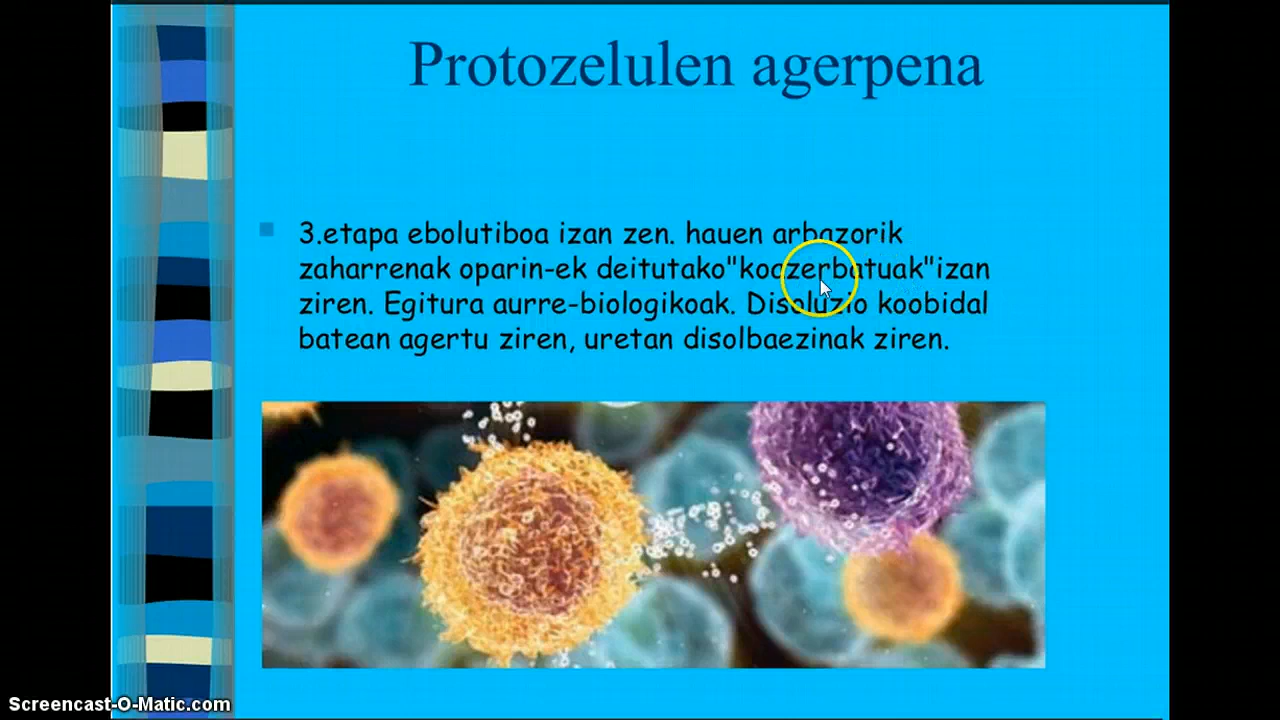 Protozelulen agerpena
3.etapa ebolutiboa izan zen. hauen arbazorik
zaharrenak oparin-ek deitutako"koazerbatuak"izan
ziren. Egitura aurre-biologikoak. Disoluzio koobidal
batean agertu ziren, uretan disolbaezinak ziren.
Screencast-O-Matic.com